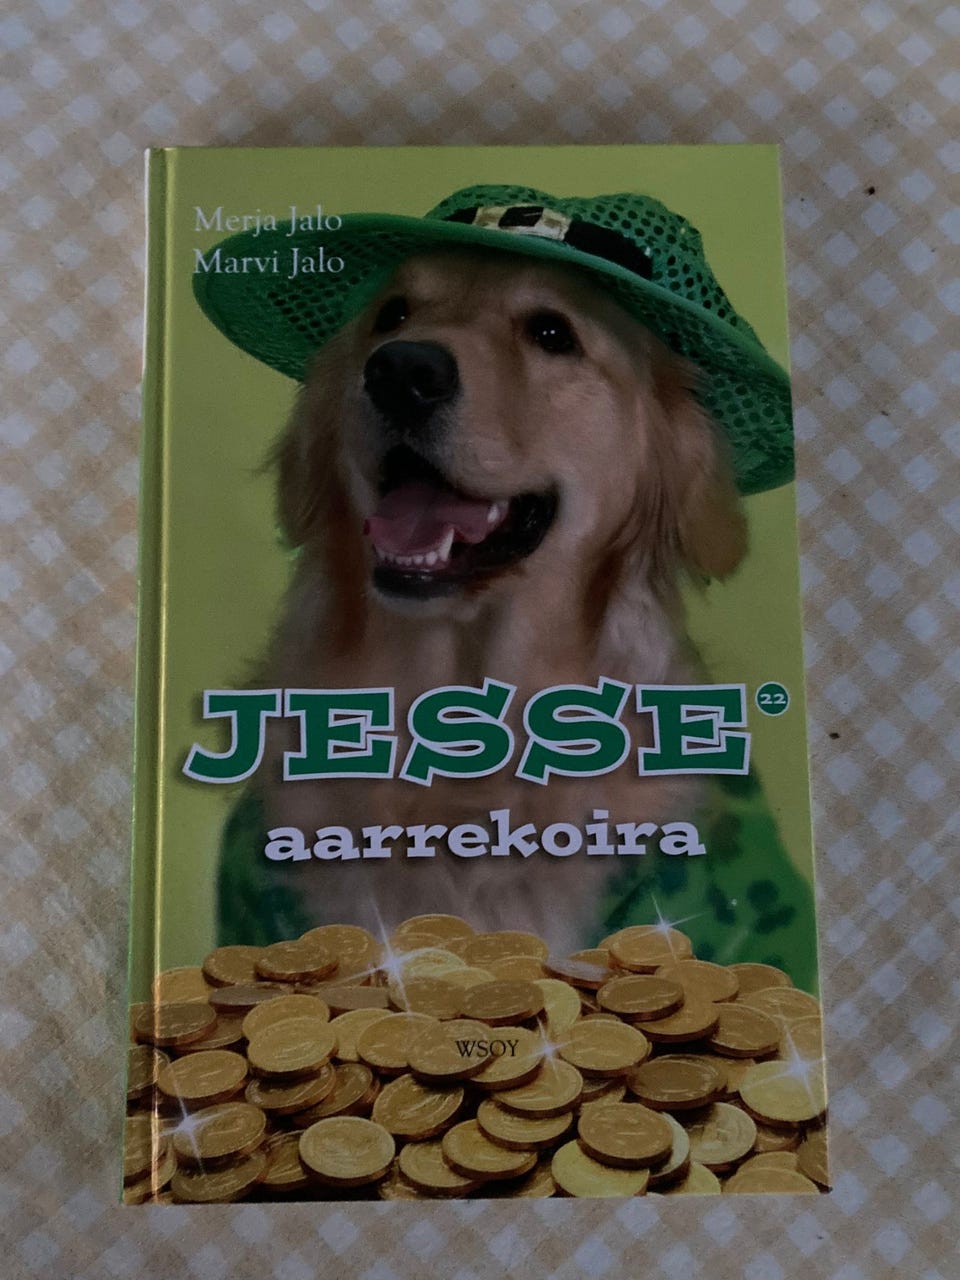 Merja Jalo
Marvi Jalo
JESSE 22
aarrekoira
WSOY